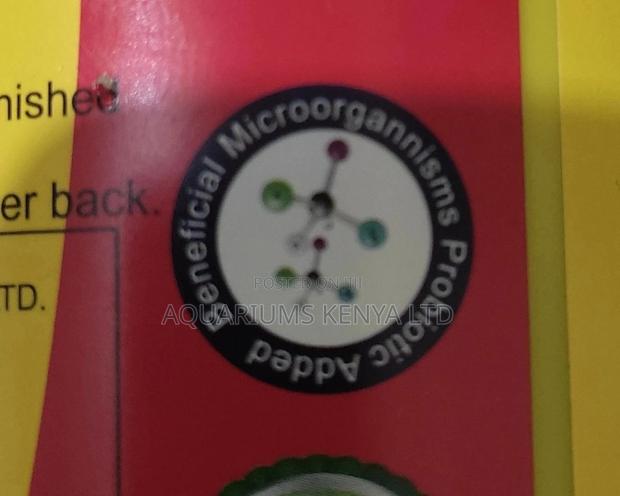 nished
er back.
TD.
Beneficial Microorgannisms Probiotic Added
POSTED ON JIJI
AQUARIUMS KENYA LTD